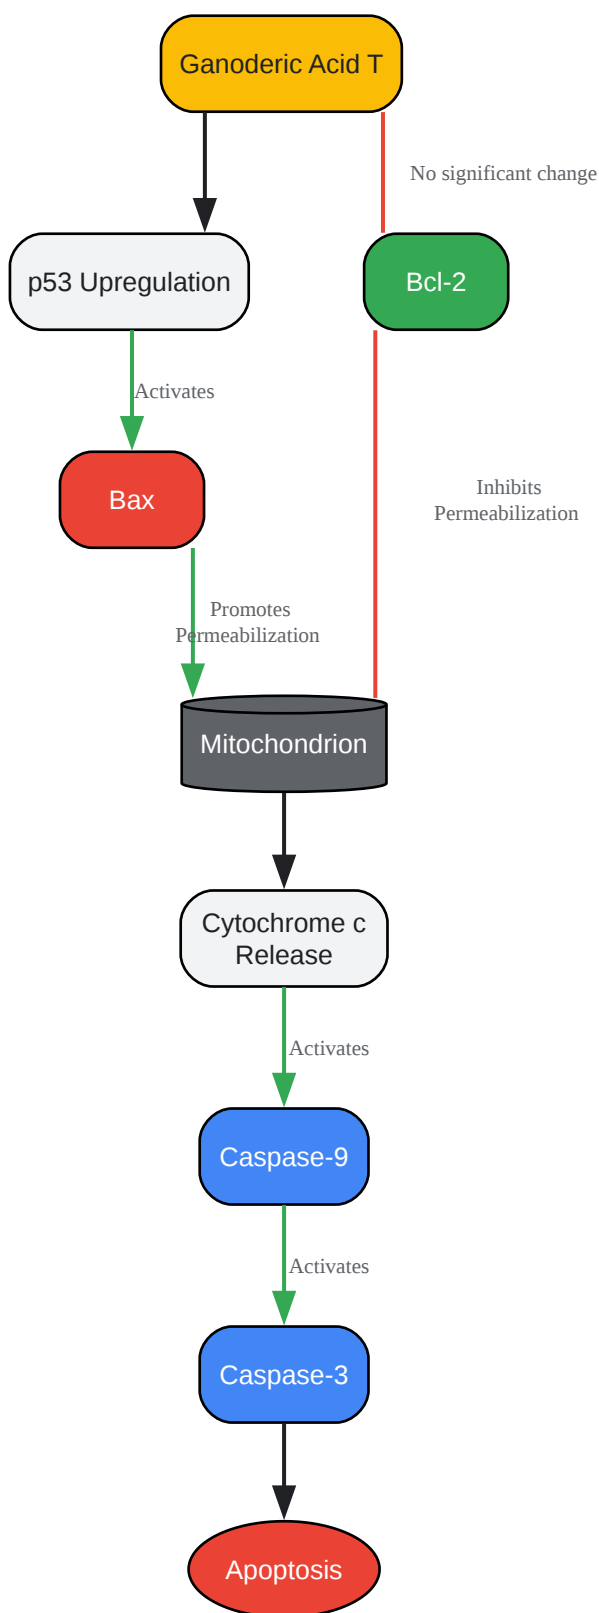 Ganoderic Acid T
No significant change
p53 Upregulation
Bcl-2
Activates
Bax
Inhibits
Permeabilization
Promotes
Permeabilization
Mitochondrion
Cytochrome c
Release
Activates
Caspase-9
Activates
Caspase-3
Apoptosis